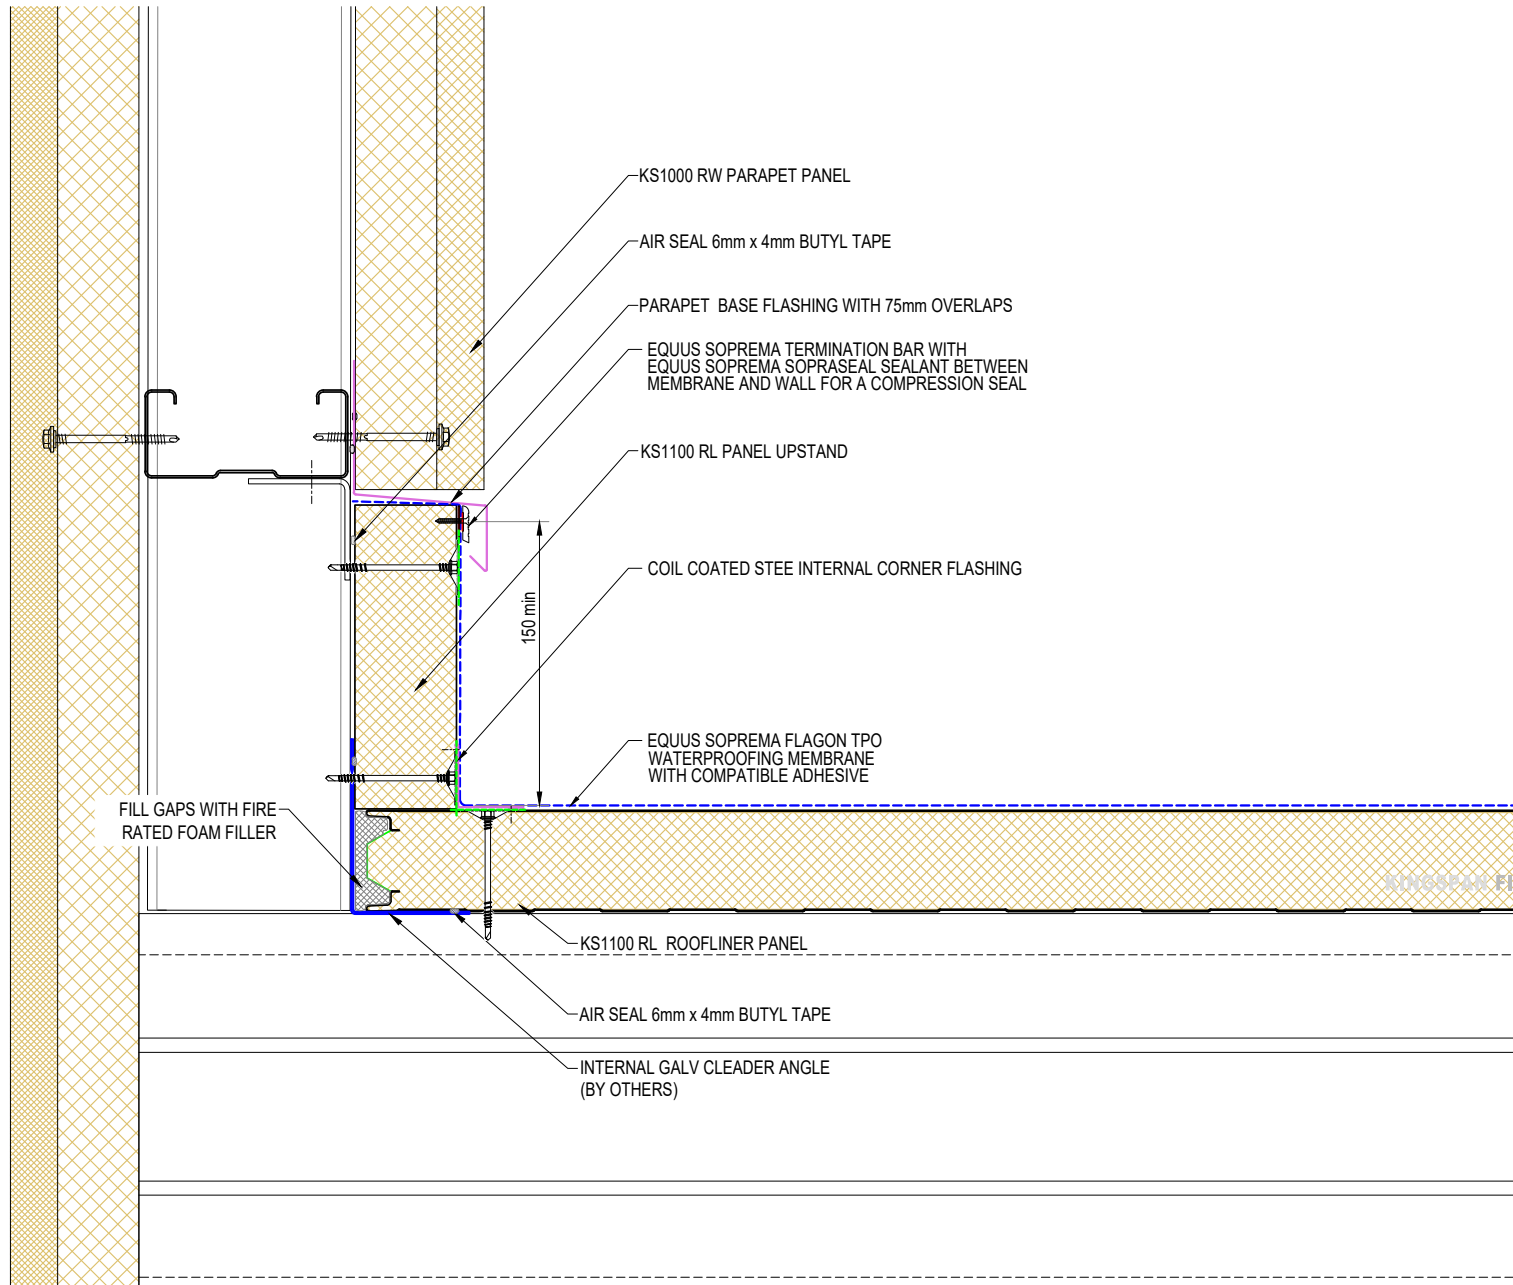 KS1000 RW PARAPET PANEL
AIR SEAL 6mm x 4mm BUTYL TAPE
PARAPET BASE FLASHING WITH 75mm OVERLAPS
EQUUS SOPREMA TERMINATION BAR WITH
EQUUS SOPREMA SOPRASEAL SEALANT BETWEEN
MEMBRANE AND WALL FOR A COMPRESSION SEAL
KS1100 RL PANEL UPSTAND
COIL COATED STEE INTERNAL CORNER FLASHING
150 min
EQUUS SOPREMA FLAGON TPO
WATERPROOFING MEMBRANE
WITH COMPATIBLE ADHESIVE
FILL GAPS WITH FIRE
RATED FOAM FILLER
KINGSPAN FI
KS1100 RL ROOFLINER PANEL
AIR SEAL 6mm x 4mm BUTYL TAPE
INTERNAL GALV CLEADER ANGLE
(BY OTHERS)